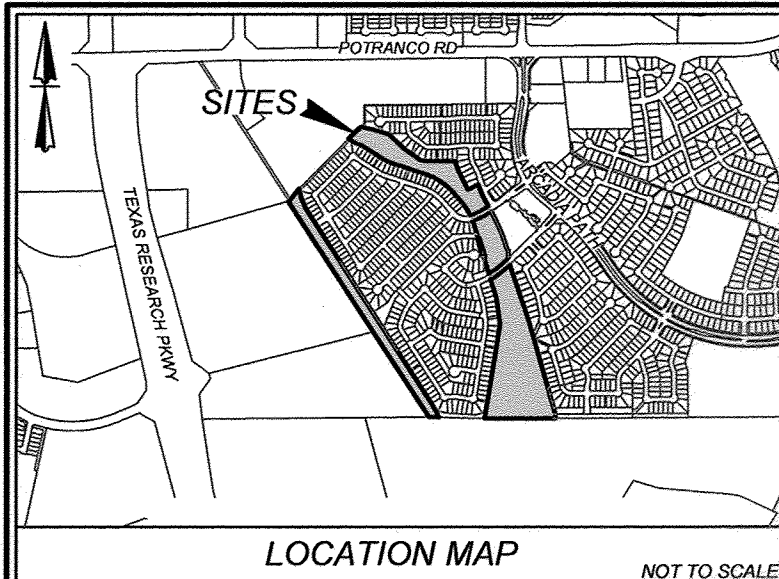 POTRANCO RD
SITES
TEXAS RESEARCH PKWY
LOCATION MAP
NOT TO SCALE